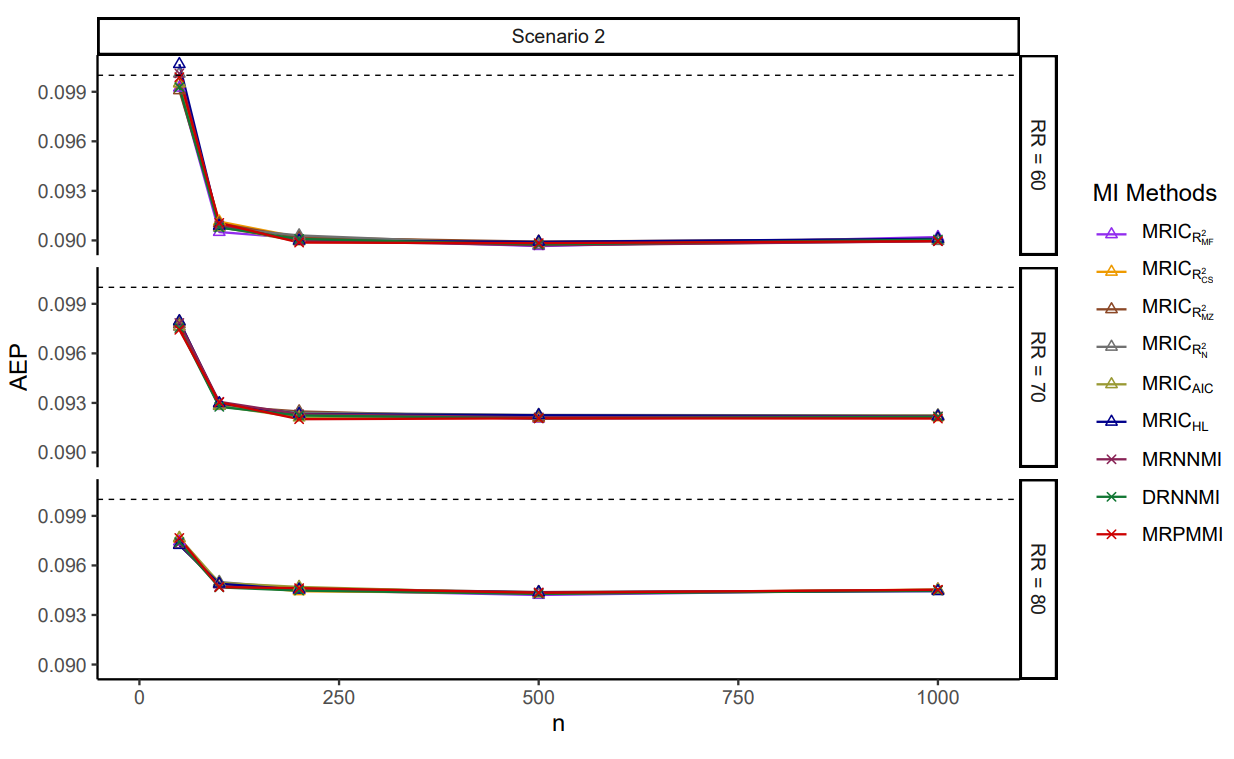 Scenario 2
0.099
0.096
0.093
0.090
RR = 60
0.099
0.096
0.093
0.090
RR = 70
0.099
0.096
0.093
0.090
RR = 80
AEP
0 250 500 750 1000
n
MI Methods
MRIC R²MF
MRIC R²CS
MRIC R²MZ
MRIC R²N
MRIC AIC
MRIC HL
MRNNMI
DRNNMI
MRPMMI